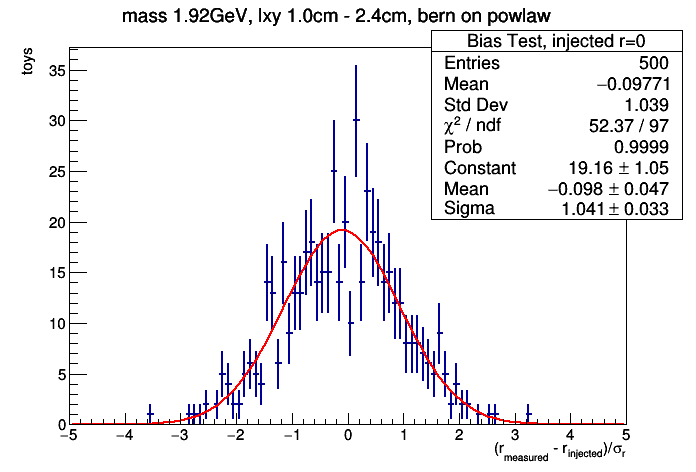 mass 1.92GeV, lxy 1.0cm - 2.4cm, bern on powlaw
toys
Bias Test, injected r=0
Entries 500
Mean −0.09771
Std Dev 1.039
χ² / ndf 52.37 / 97
Prob 0.9999
Constant 19.16 ± 1.05
Mean −0.098 ± 0.047
Sigma 1.041 ± 0.033
35
30
25
20
15
10
5
0
−5 −4 −3 −2 −1 0 1 2 3 4 5
(r_measured - r_injected)/σ_r